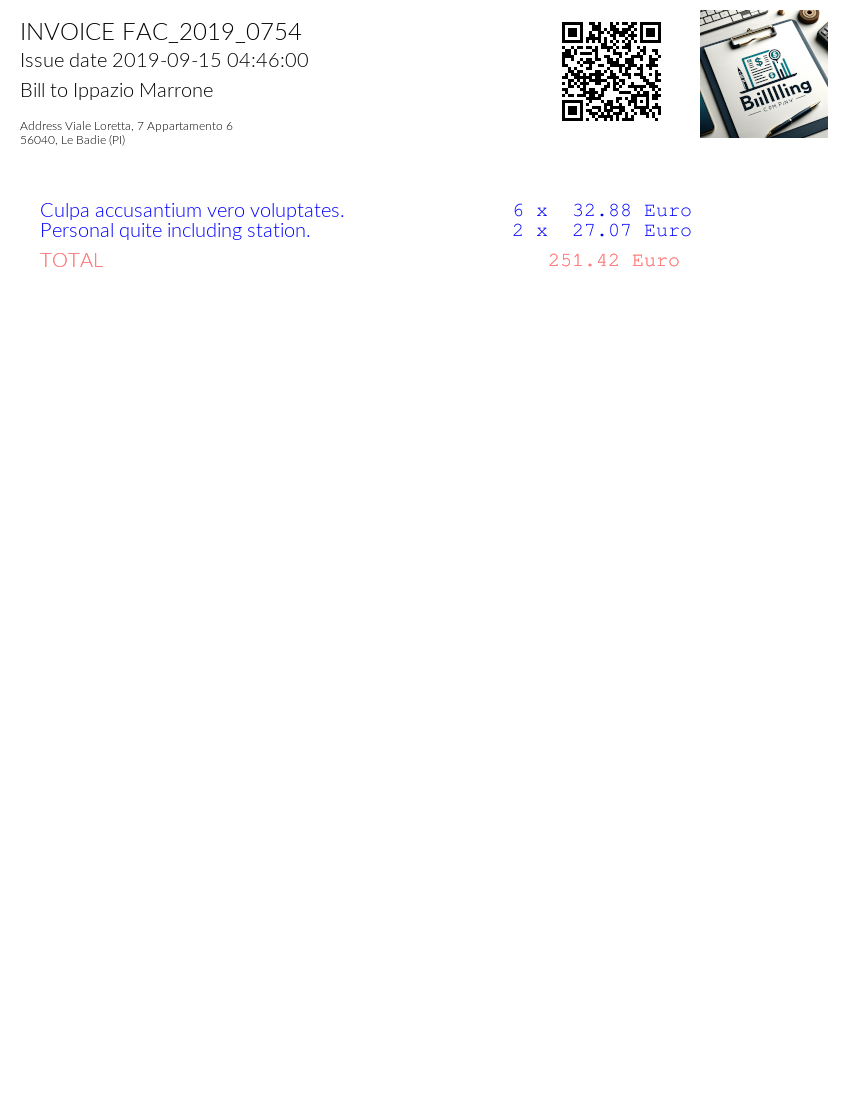 INVOICE FAC_2019_0754
Issue date 2019-09-15 04:46:00
Bill to Ippazio Marrone
Address Viale Loretta, 7 Appartamento 6
56040, Le Badie (PI)
Biilllling
COMPANY
Culpa accusantium vero voluptates. 6 x 32.88 Euro
Personal quite including station. 2 x 27.07 Euro
TOTAL 251.42 Euro